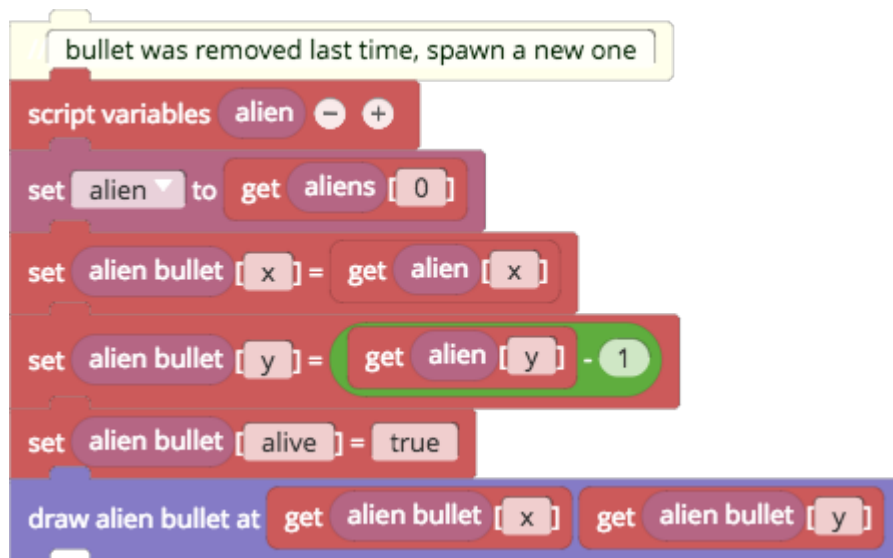 bullet was removed last time, spawn a new one
script variables alien − +
set alien to get aliens [ 0 ]
set alien bullet [ x ] = get alien [ x ]
set alien bullet [ y ] = get alien [ y ] - 1
set alien bullet [ alive ] = true
draw alien bullet at get alien bullet [ x ] get alien bullet [ y ]